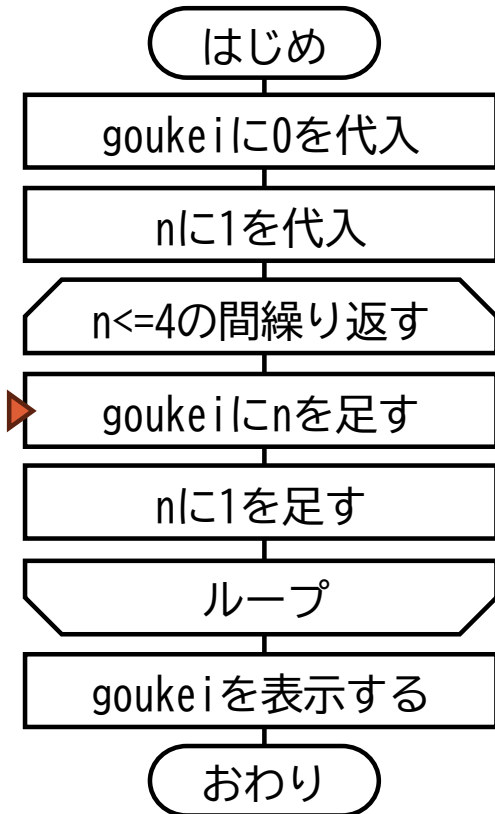 はじめ
goukeiに0を代入
nに1を代入
n<=4の間繰り返す
goukeiにnを足す
nに1を足す
ループ
goukeiを表示する
おわり